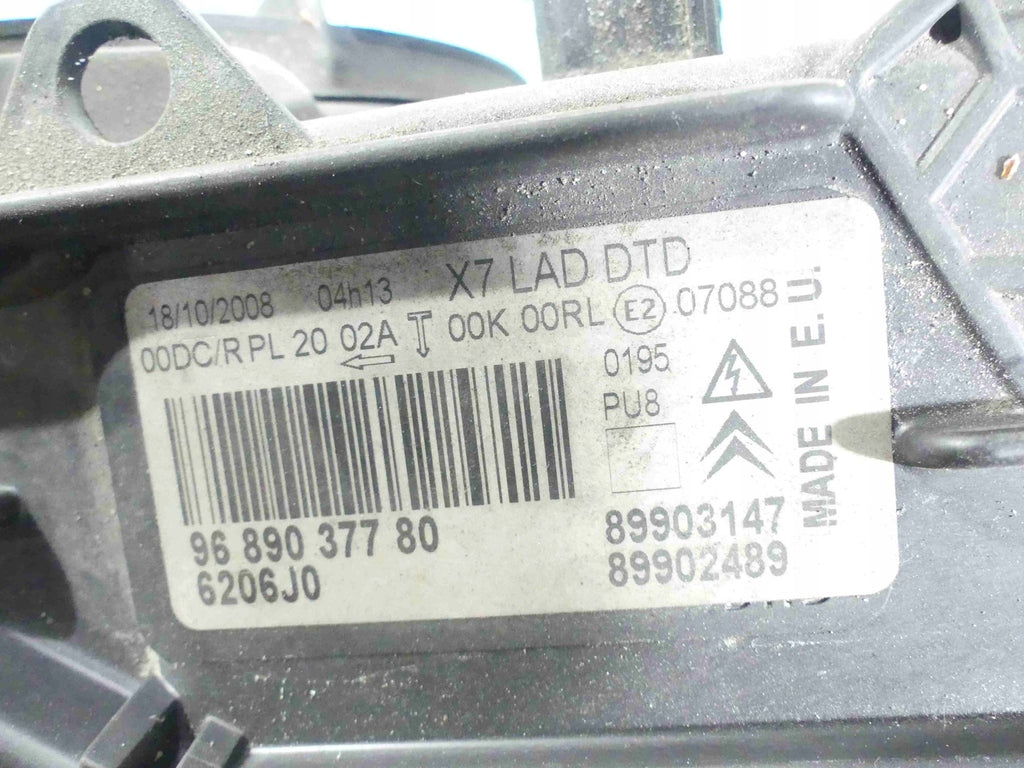 18/10/2008 04h13 X7 LAD DTD
00DC/R PL 20 02A 00K 00RL E2 07088
0195
PU8
MADE IN E.U.
96 890 377 80
6206J0
89903147
89902489